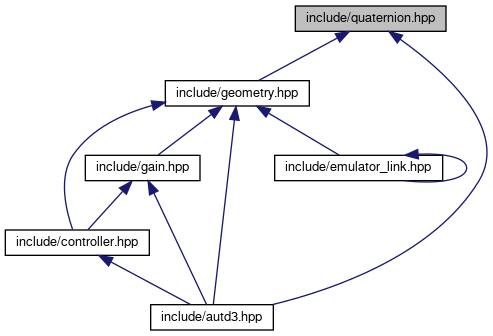 include/quaternion.hpp
include/geometry.hpp
include/gain.hpp
include/emulator_link.hpp
include/controller.hpp
include/autd3.hpp